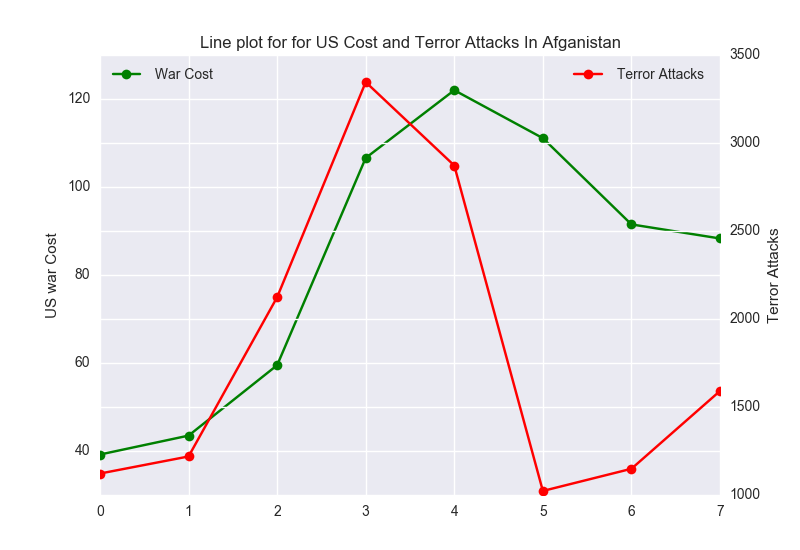 Line plot for for US Cost and Terror Attacks In Afganistan
War Cost
Terror Attacks
US war Cost
120
100
80
60
40
Terror Attacks
3500
3000
2500
2000
1500
1000
0 1 2 3 4 5 6 7